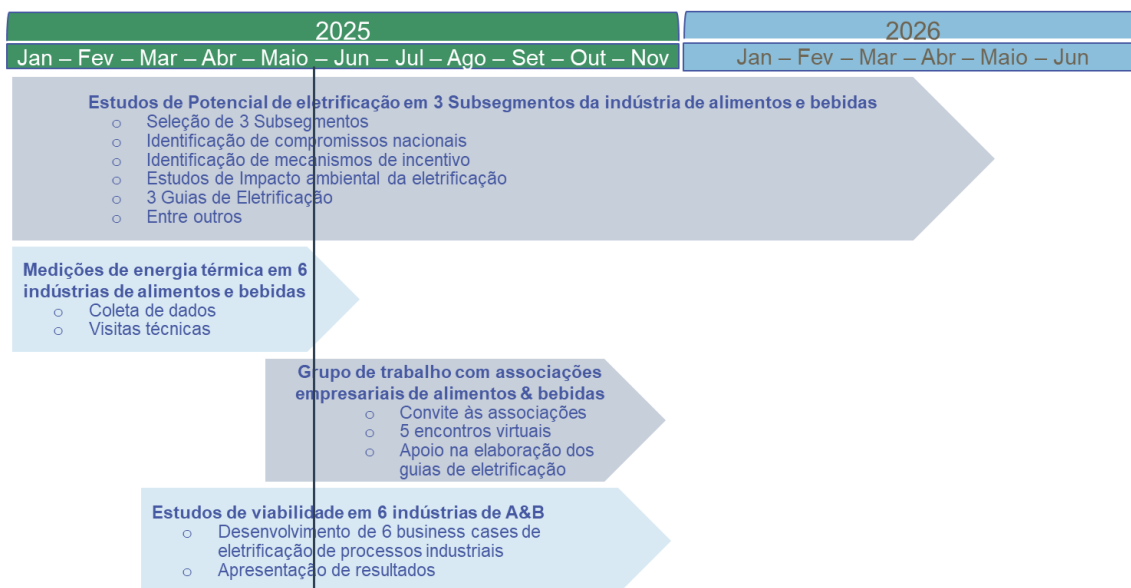 2025
2026
Jan – Fev – Mar – Abr – Maio – Jun – Jul – Ago – Set – Out – Nov
Jan – Fev – Mar – Abr – Maio – Jun
Estudos de Potencial de eletrificação em 3 Subsegmentos da indústria de alimentos e bebidas
o Seleção de 3 Subsegmentos
o Identificação de compromissos nacionais
o Identificação de mecanismos de incentivo
o Estudos de Impacto ambiental da eletrificação
o 3 Guias de Eletrificação
o Entre outros
Medições de energia térmica em 6
indústrias de alimentos e bebidas
o Coleta de dados
o Visitas técnicas
Grupo de trabalho com associações
empresariais de alimentos & bebidas
o Convite às associações
o 5 encontros virtuais
o Apoio na elaboração dos
guias de eletrificação
Estudos de viabilidade em 6 indústrias de A&B
o Desenvolvimento de 6 business cases de
eletrificação de processos industriais
o Apresentação de resultados